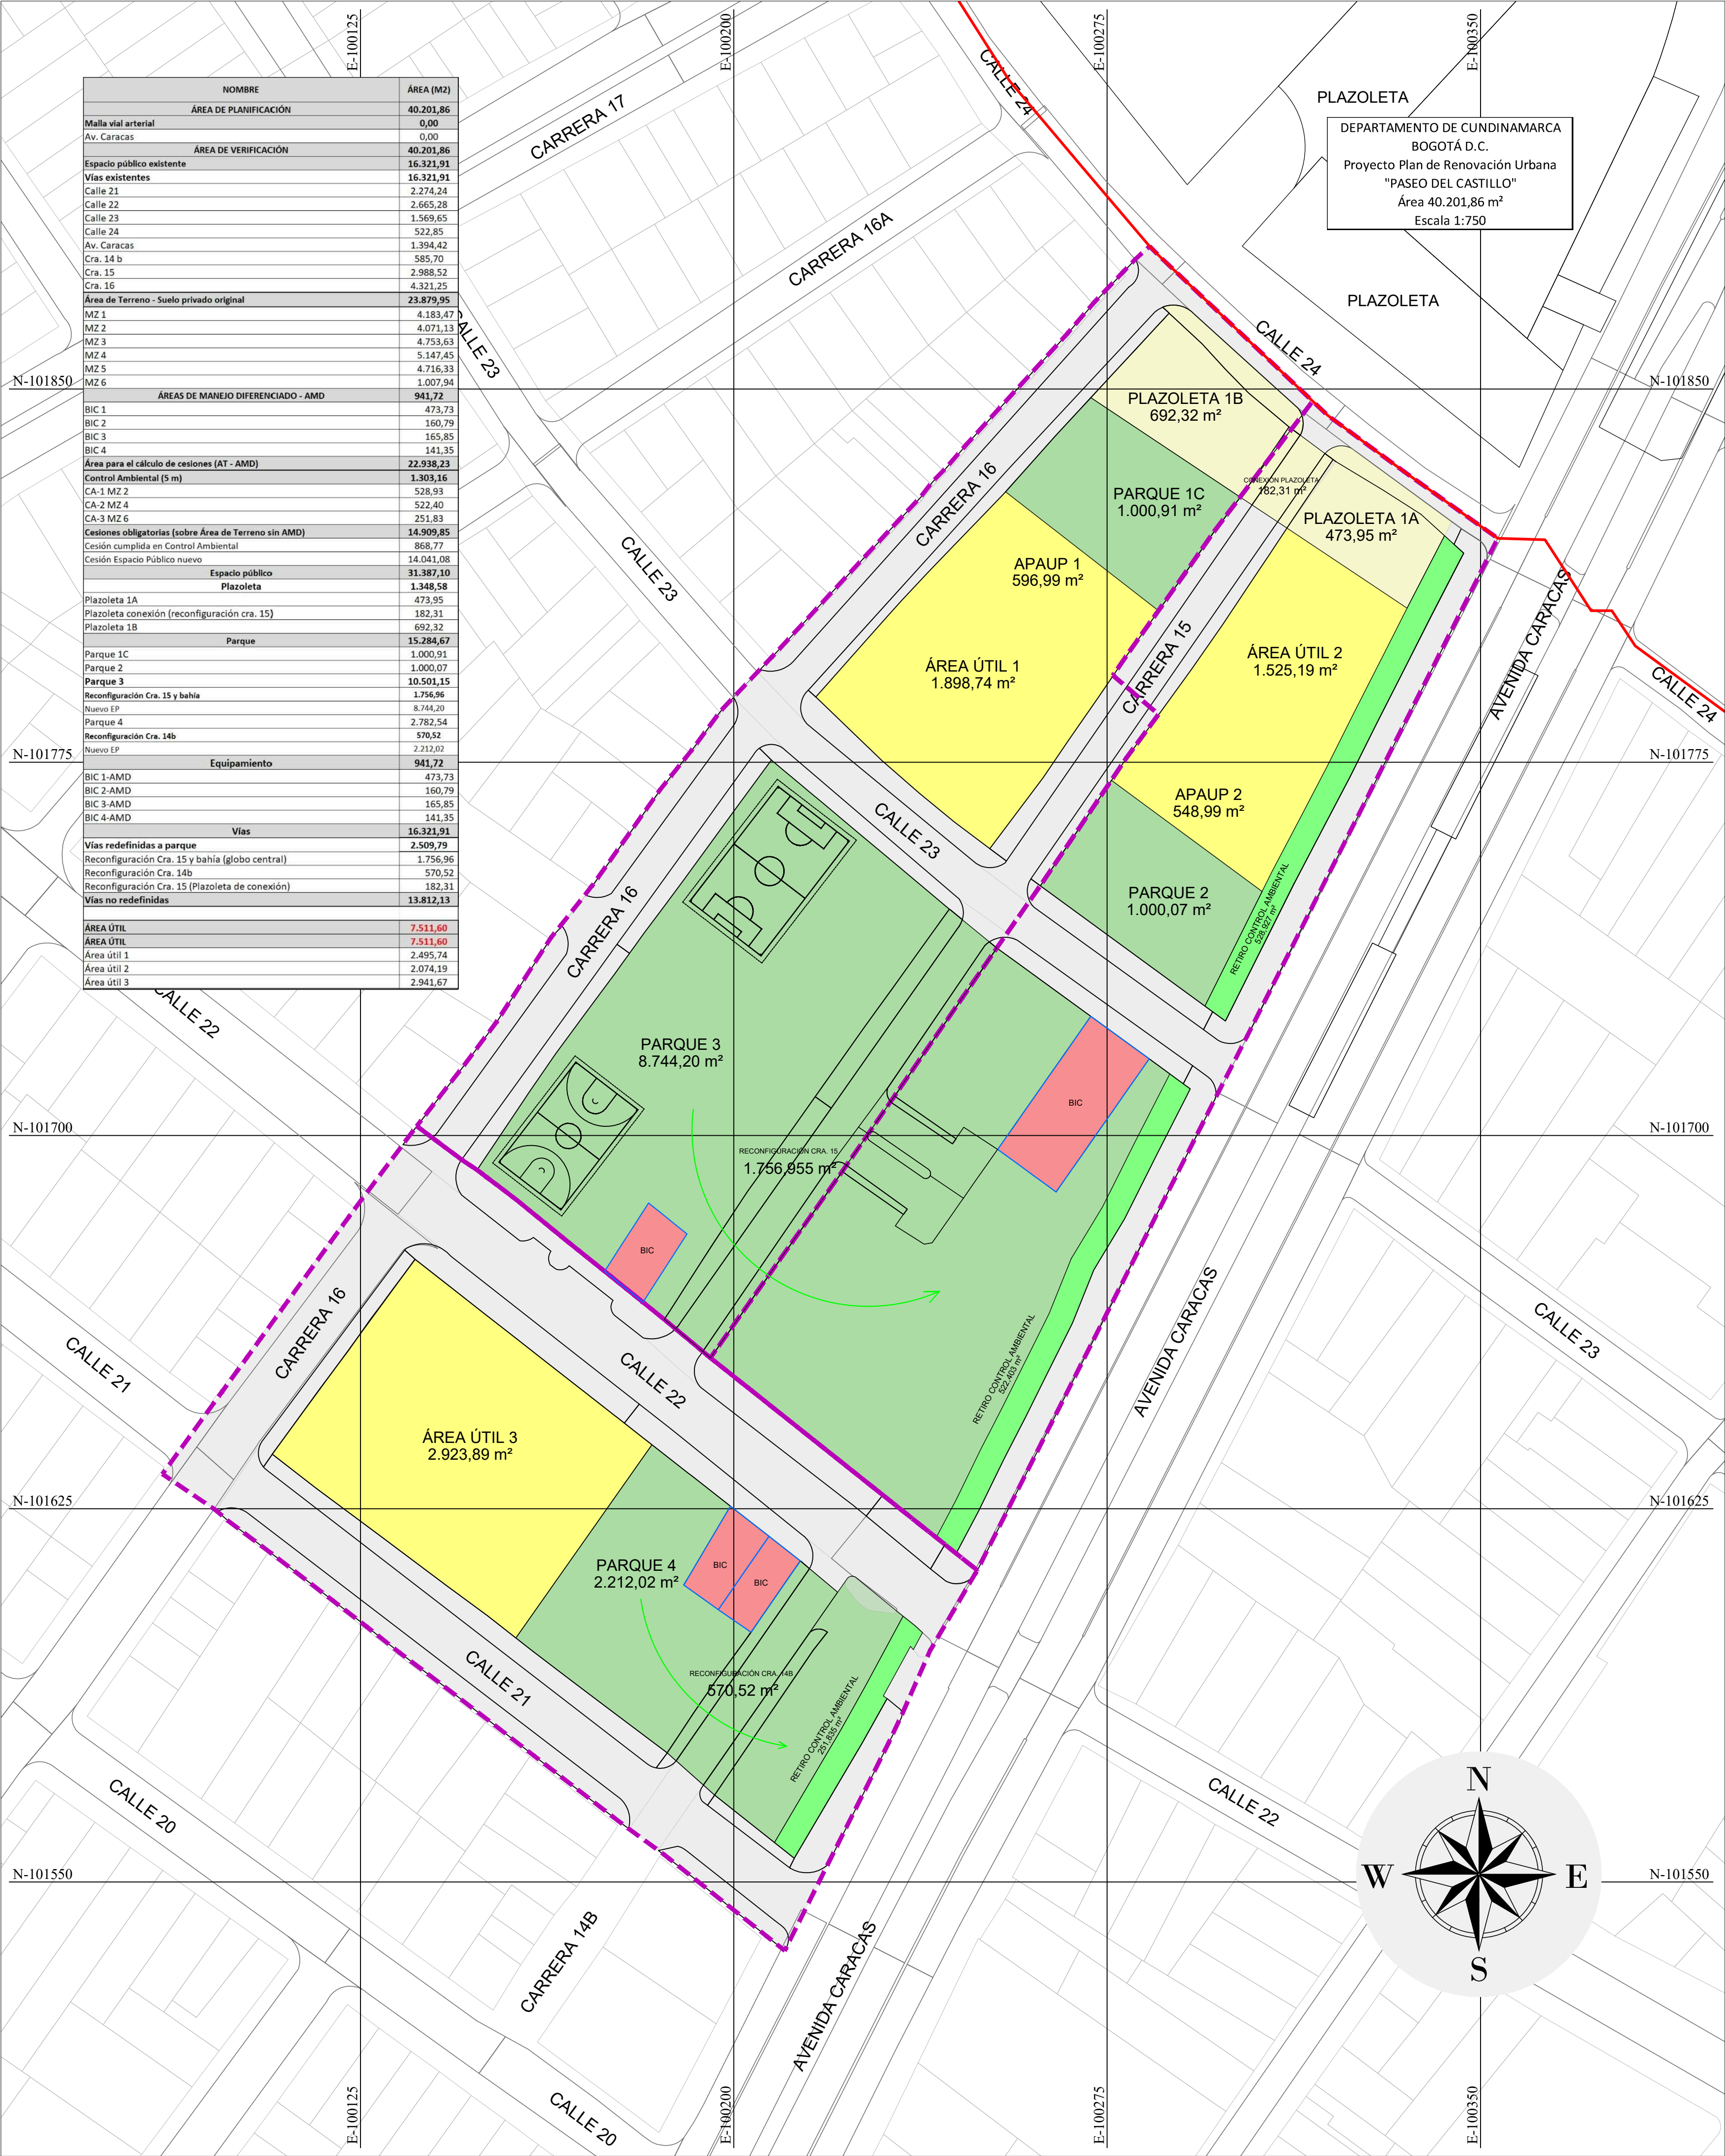 E-100125
E-100200
E-100275
E-100350
NOMBRE ÁREA (M2)
ÁREA DE PLANIFICACIÓN 40.201,86
Malla vial arterial 0,00
Av. Caracas 0,00
ÁREA DE VERIFICACIÓN 40.201,86
Espacio público existente 16.321,91
Vías existentes 16.321,91
Calle 21 2.274,24
Calle 22 2.665,28
Calle 23 1.569,65
Calle 24 522,85
Av. Caracas 1.394,42
Cra. 14 b 585,70
Cra. 15 2.988,52
Cra. 16 4.321,25
Área de Terreno - Suelo privado original 23.879,95
MZ 1 4.183,47
MZ 2 4.071,13
MZ 3 4.753,63
MZ 4 5.147,45
MZ 5 4.716,33
MZ 6 1.007,94
ÁREAS DE MANEJO DIFERENCIADO - AMD 941,72
BIC 1 473,73
BIC 2 160,79
BIC 3 165,85
BIC 4 141,35
Área para el cálculo de cesiones (AT - AMD) 22.938,23
Control Ambiental (5 m) 1.303,16
CA-1 MZ 2 528,93
CA-2 MZ 4 522,40
CA-3 MZ 6 251,83
Cesiones obligatorias (sobre Área de Terreno sin AMD) 14.909,85
Cesión cumplida en Control Ambiental 868,77
Cesión Espacio Público nuevo 14.041,08
Espacio público 31.387,10
Plazoleta 1.348,58
Plazoleta 1A 473,95
Plazoleta conexión (reconfiguración cra. 15) 182,31
Plazoleta 1B 692,32
Parque 15.284,67
Parque 1C 1.000,91
Parque 2 1.000,07
Parque 3 10.501,15
Reconfiguración Cra. 15 y bahía 1.756,96
Nuevo EP 8.744,20
Parque 4 2.782,54
Reconfiguración Cra. 14b 570,52
Nuevo EP 2.212,02
Equipamiento 941,72
BIC 1-AMD 473,73
BIC 2-AMD 160,79
BIC 3-AMD 165,85
BIC 4-AMD 141,35
Vías 16.321,91
Vías redefinidas a parque 2.509,79
Reconfiguración Cra. 15 y bahía (globo central) 1.756,96
Reconfiguración Cra. 14b 570,52
Reconfiguración Cra. 15 (Plazoleta de conexión) 182,31
Vías no redefinidas 13.812,13
ÁREA ÚTIL 7.511,60
ÁREA ÚTIL 7.511,60
Área útil 1 2.495,74
Área útil 2 2.074,19
Área útil 3 2.941,67
DEPARTAMENTO DE CUNDINAMARCA
BOGOTÁ D.C.
Proyecto Plan de Renovación Urbana
"PASEO DEL CASTILLO"
Área 40.201,86 m²
Escala 1:750
CALLE 24
PLAZOLETA
CARRERA 17
CARRERA 16A
PLAZOLETA
CALLE 23
CALLE 24
N-101850
N-101850
PLAZOLETA 1B
692,32 m²
CONEXIÓN PLAZOLETA
182,31 m²
PARQUE 1C
1.000,91 m²
CARRERA 16
PLAZOLETA 1A
473,95 m²
APAUP 1
596,99 m²
CALLE 23
AVENIDA CARACAS
CARRERA 15
ÁREA ÚTIL 1
1.898,74 m²
ÁREA ÚTIL 2
1.525,19 m²
CALLE 24
N-101775
N-101775
APAUP 2
548,99 m²
CALLE 23
PARQUE 2
1.000,07 m²
RETIRO CONTROL AMBIENTAL
528,927 m²
CARRERA 16
CALLE 22
PARQUE 3
8.744,20 m²
BIC
N-101700
N-101700
RECONFIGURACIÓN CRA. 15
1.756,955 m²
BIC
CARRERA 16
CALLE 21
CALLE 22
RETIRO CONTROL AMBIENTAL
522,403 m²
AVENIDA CARACAS
CALLE 23
ÁREA ÚTIL 3
2.923,89 m²
N-101625
N-101625
PARQUE 4
2.212,02 m²
BIC
BIC
CALLE 21
RECONFIGURACIÓN CRA. 14B
570,52 m²
RETIRO CONTROL AMBIENTAL
251,835 m²
CALLE 20
CALLE 22
N
W
E
S
N-101550
N-101550
CARRERA 14B
AVENIDA CARACAS
CALLE 20
E-100125
E-100200
E-100275
E-100350